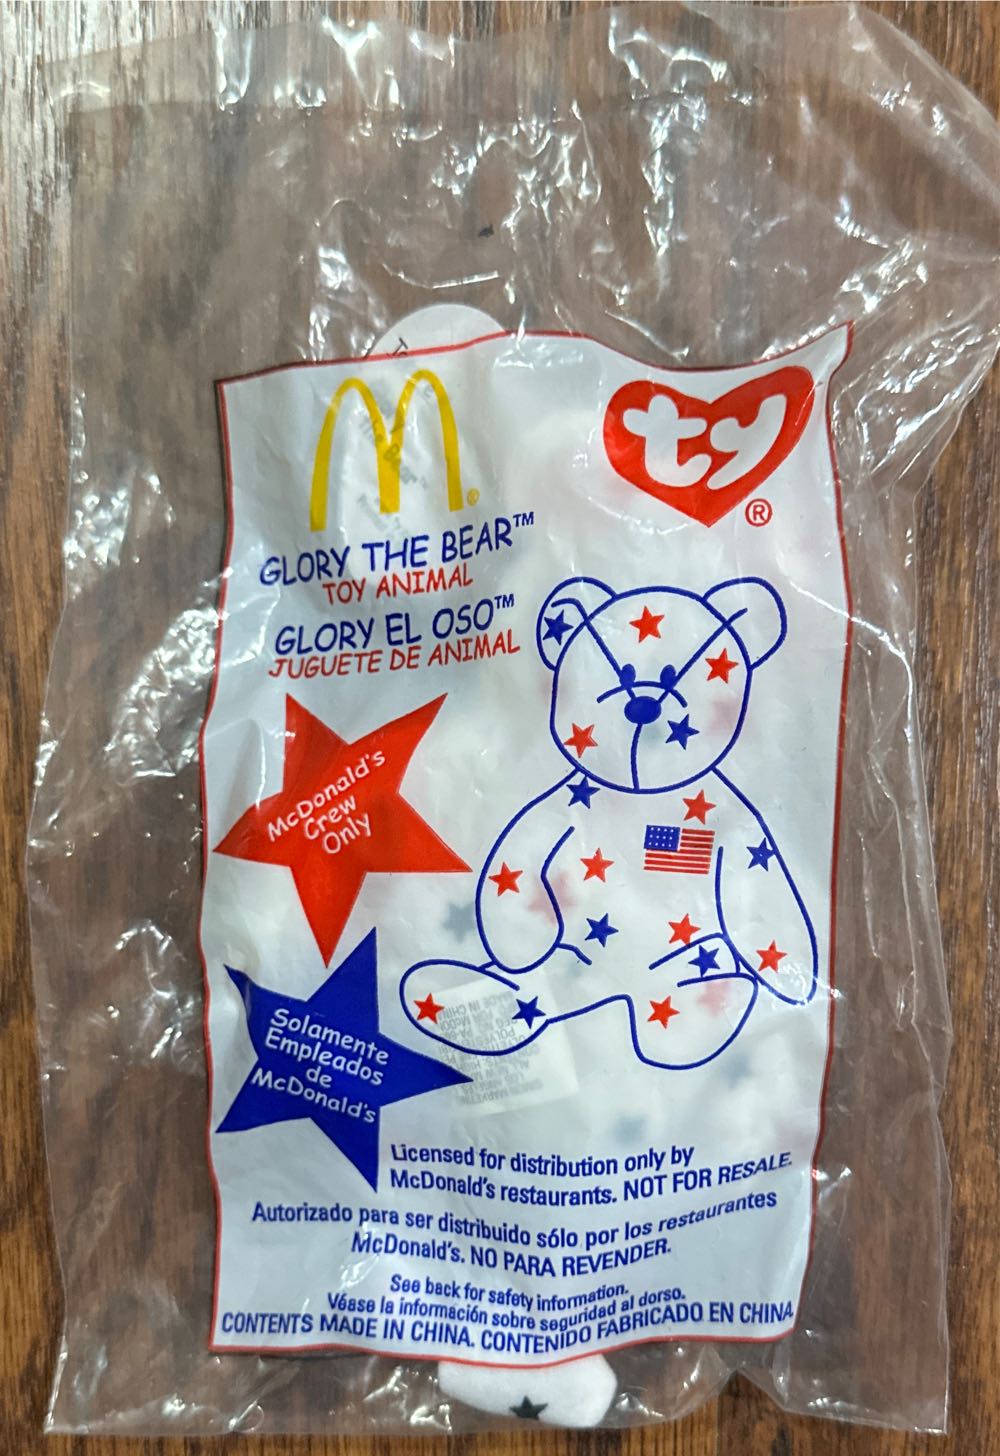 M®
ty®
GLORY THE BEAR™
TOY ANIMAL
GLORY EL OSO™
JUGUETE DE ANIMAL
McDonald's
Crew
Only
Solamente
Empleados
de
McDonald's
Licensed for distribution only by
McDonald's restaurants. NOT FOR RESALE.
Autorizado para ser distribuido sólo por los restaurantes
McDonald's. NO PARA REVENDER.
See back for safety information.
Véase la información sobre seguridad al dorso.
CONTENTS MADE IN CHINA. CONTENIDO FABRICADO EN CHINA